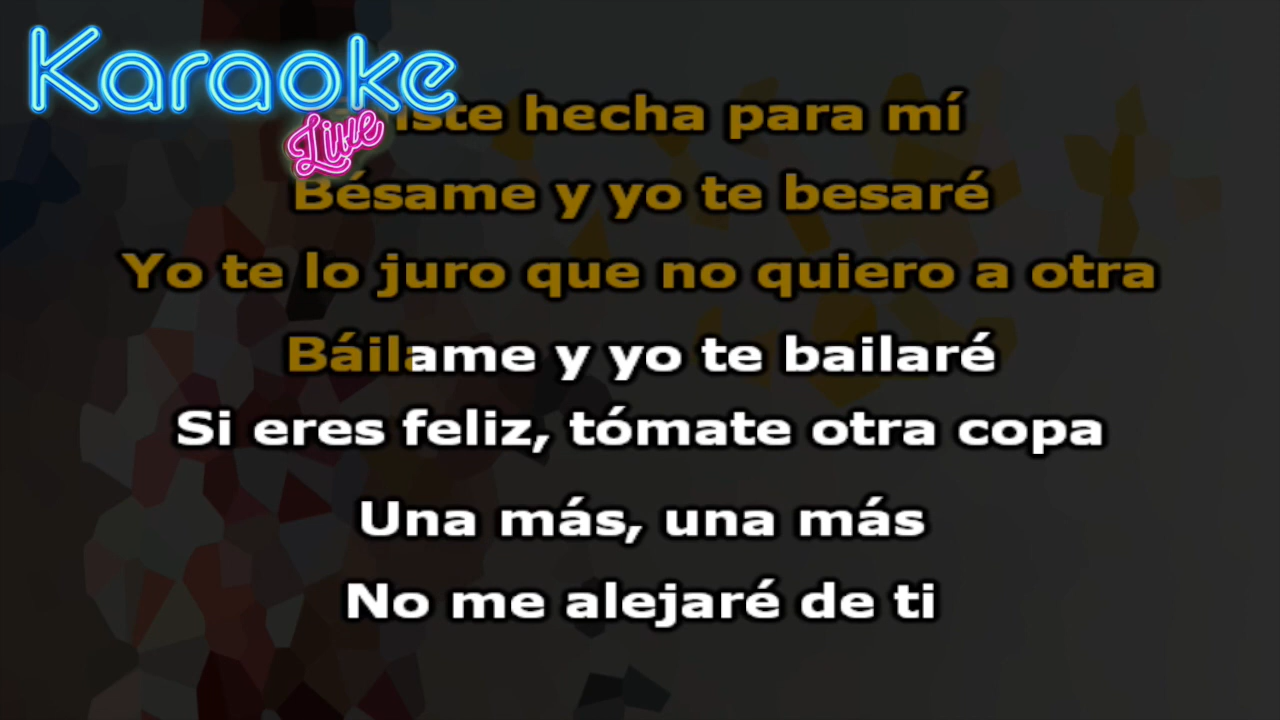 Karaoke
Live
hecha para mí
Bésame y yo te besaré
Yo te lo juro que no quiero a otra
Báilame y yo te bailaré
Si eres feliz, tómate otra copa
Una más, una más
No me alejaré de ti